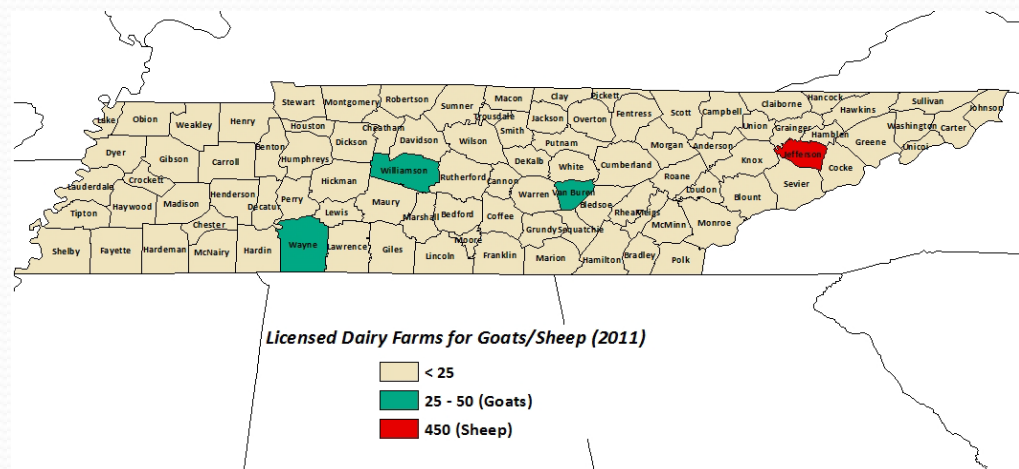 Stewart Montgomery Robertson Sumner Macon Clay Pickett Fentress Scott Campbell Claiborne Hancock Hawkins Sullivan Johnson
Lake Obion Weakley Henry Houston Dickson Cheatham Davidson Wilson Trousdale Smith Jackson Overton Putnam Morgan Anderson Union Grainger Hamblen Greene Washington Carter Unicoi
Dyer Gibson Carroll Benton Humphreys Hickman Williamson Rutherford Cannon DeKalb White Cumberland Roane Knox Jefferson Cocke
Lauderdale Crockett Haywood Madison Henderson Decatur Perry Lewis Maury Marshall Bedford Coffee Warren Van Buren Bledsoe Rhea Meigs Loudon Blount Sevier
Tipton Chester Moore Grundy Sequatchie McMinn Monroe
Shelby Fayette Hardeman McNairy Hardin Wayne Lawrence Giles Lincoln Franklin Marion Hamilton Bradley Polk
Licensed Dairy Farms for Goats/Sheep (2011)
< 25
25 - 50 (Goats)
450 (Sheep)